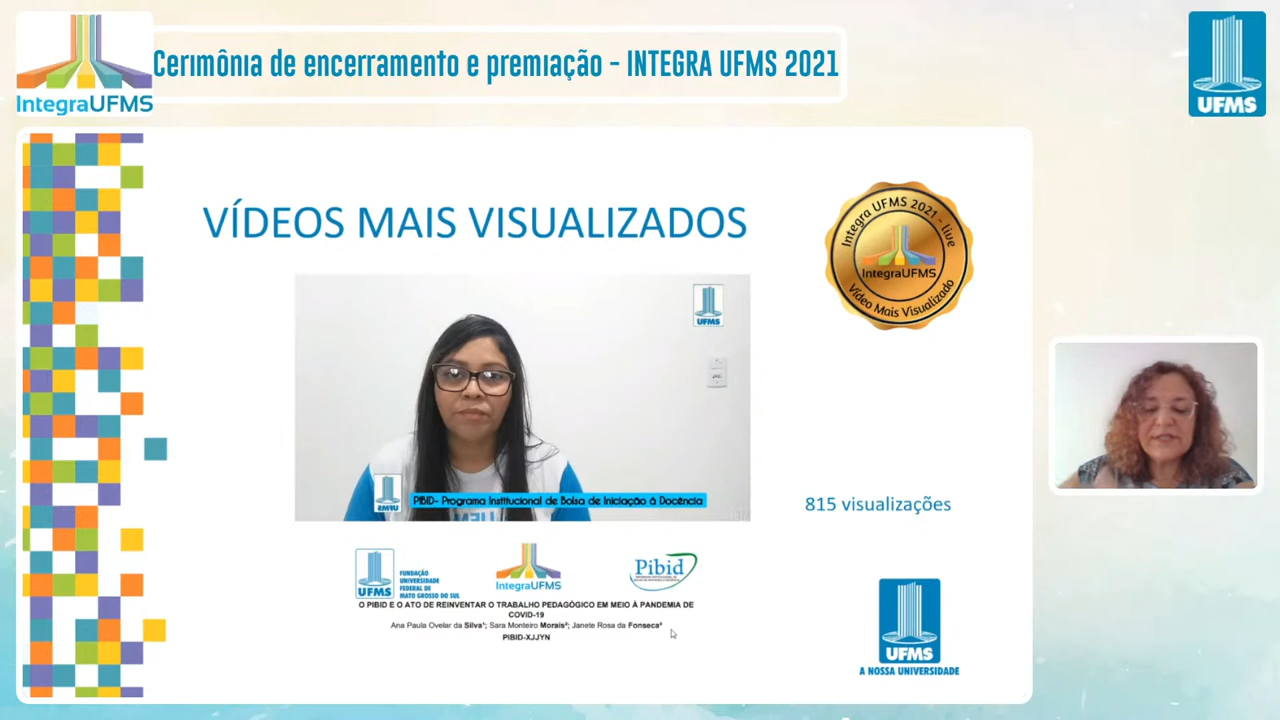 Cerimônia de encerramento e premiação - INTEGRA UFMS 2021
IntegraUFMS
UFMS
VÍDEOS MAIS VISUALIZADOS
Integra UFMS 2021 - live
IntegraUFMS
Vídeo Mais Visualizado
UFMS
UFMS
PIBID- Programa Institucional de Bolsa de Iniciação á Docência
815 visualizações
UFMS
FUNDAÇÃO
UNIVERSIDADE
FEDERAL DE
MATO GROSSO DO SUL
IntegraUFMS
Pibid
O PIBID E O ATO DE REINVENTAR O TRABALHO PEDAGÓGICO EM MEIO À PANDEMIA DE
COVID-19
Ana Paula Ovelar da Silva¹; Sara Monteiro Morais²; Janete Rosa da Fonseca³
PIBID-XJJYN
UFMS
A NOSSA UNIVERSIDADE